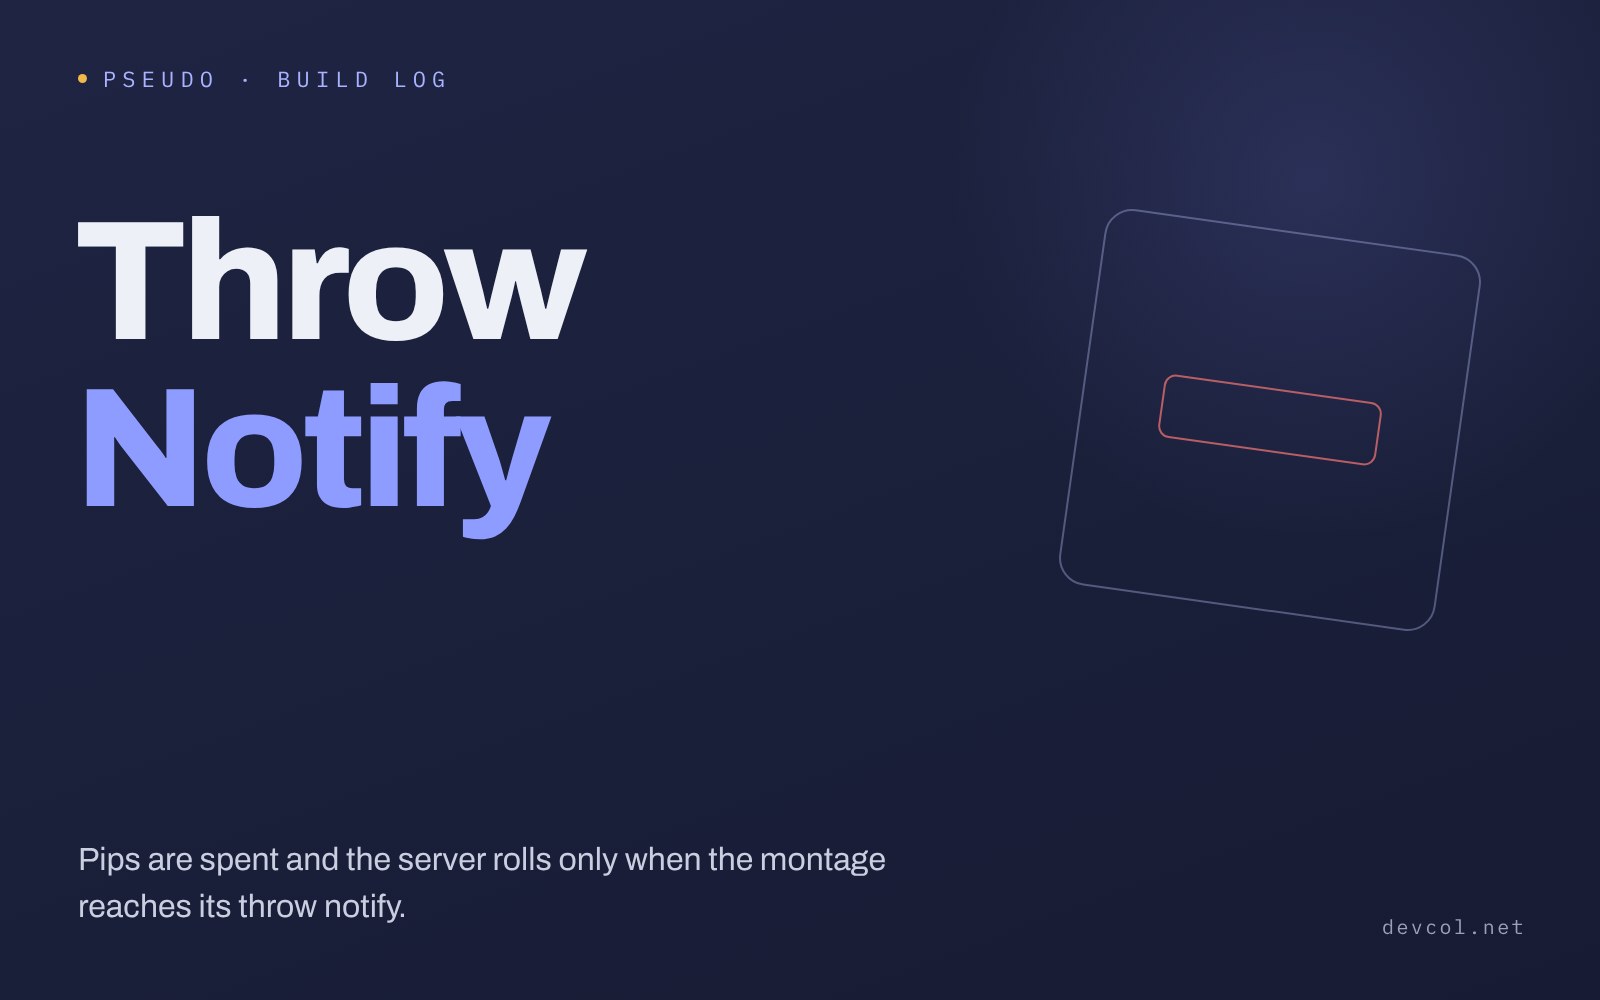 PSEUDO · BUILD LOG
Throw
Notify
Pips are spent and the server rolls only when the montage
reaches its throw notify.
devcol.net